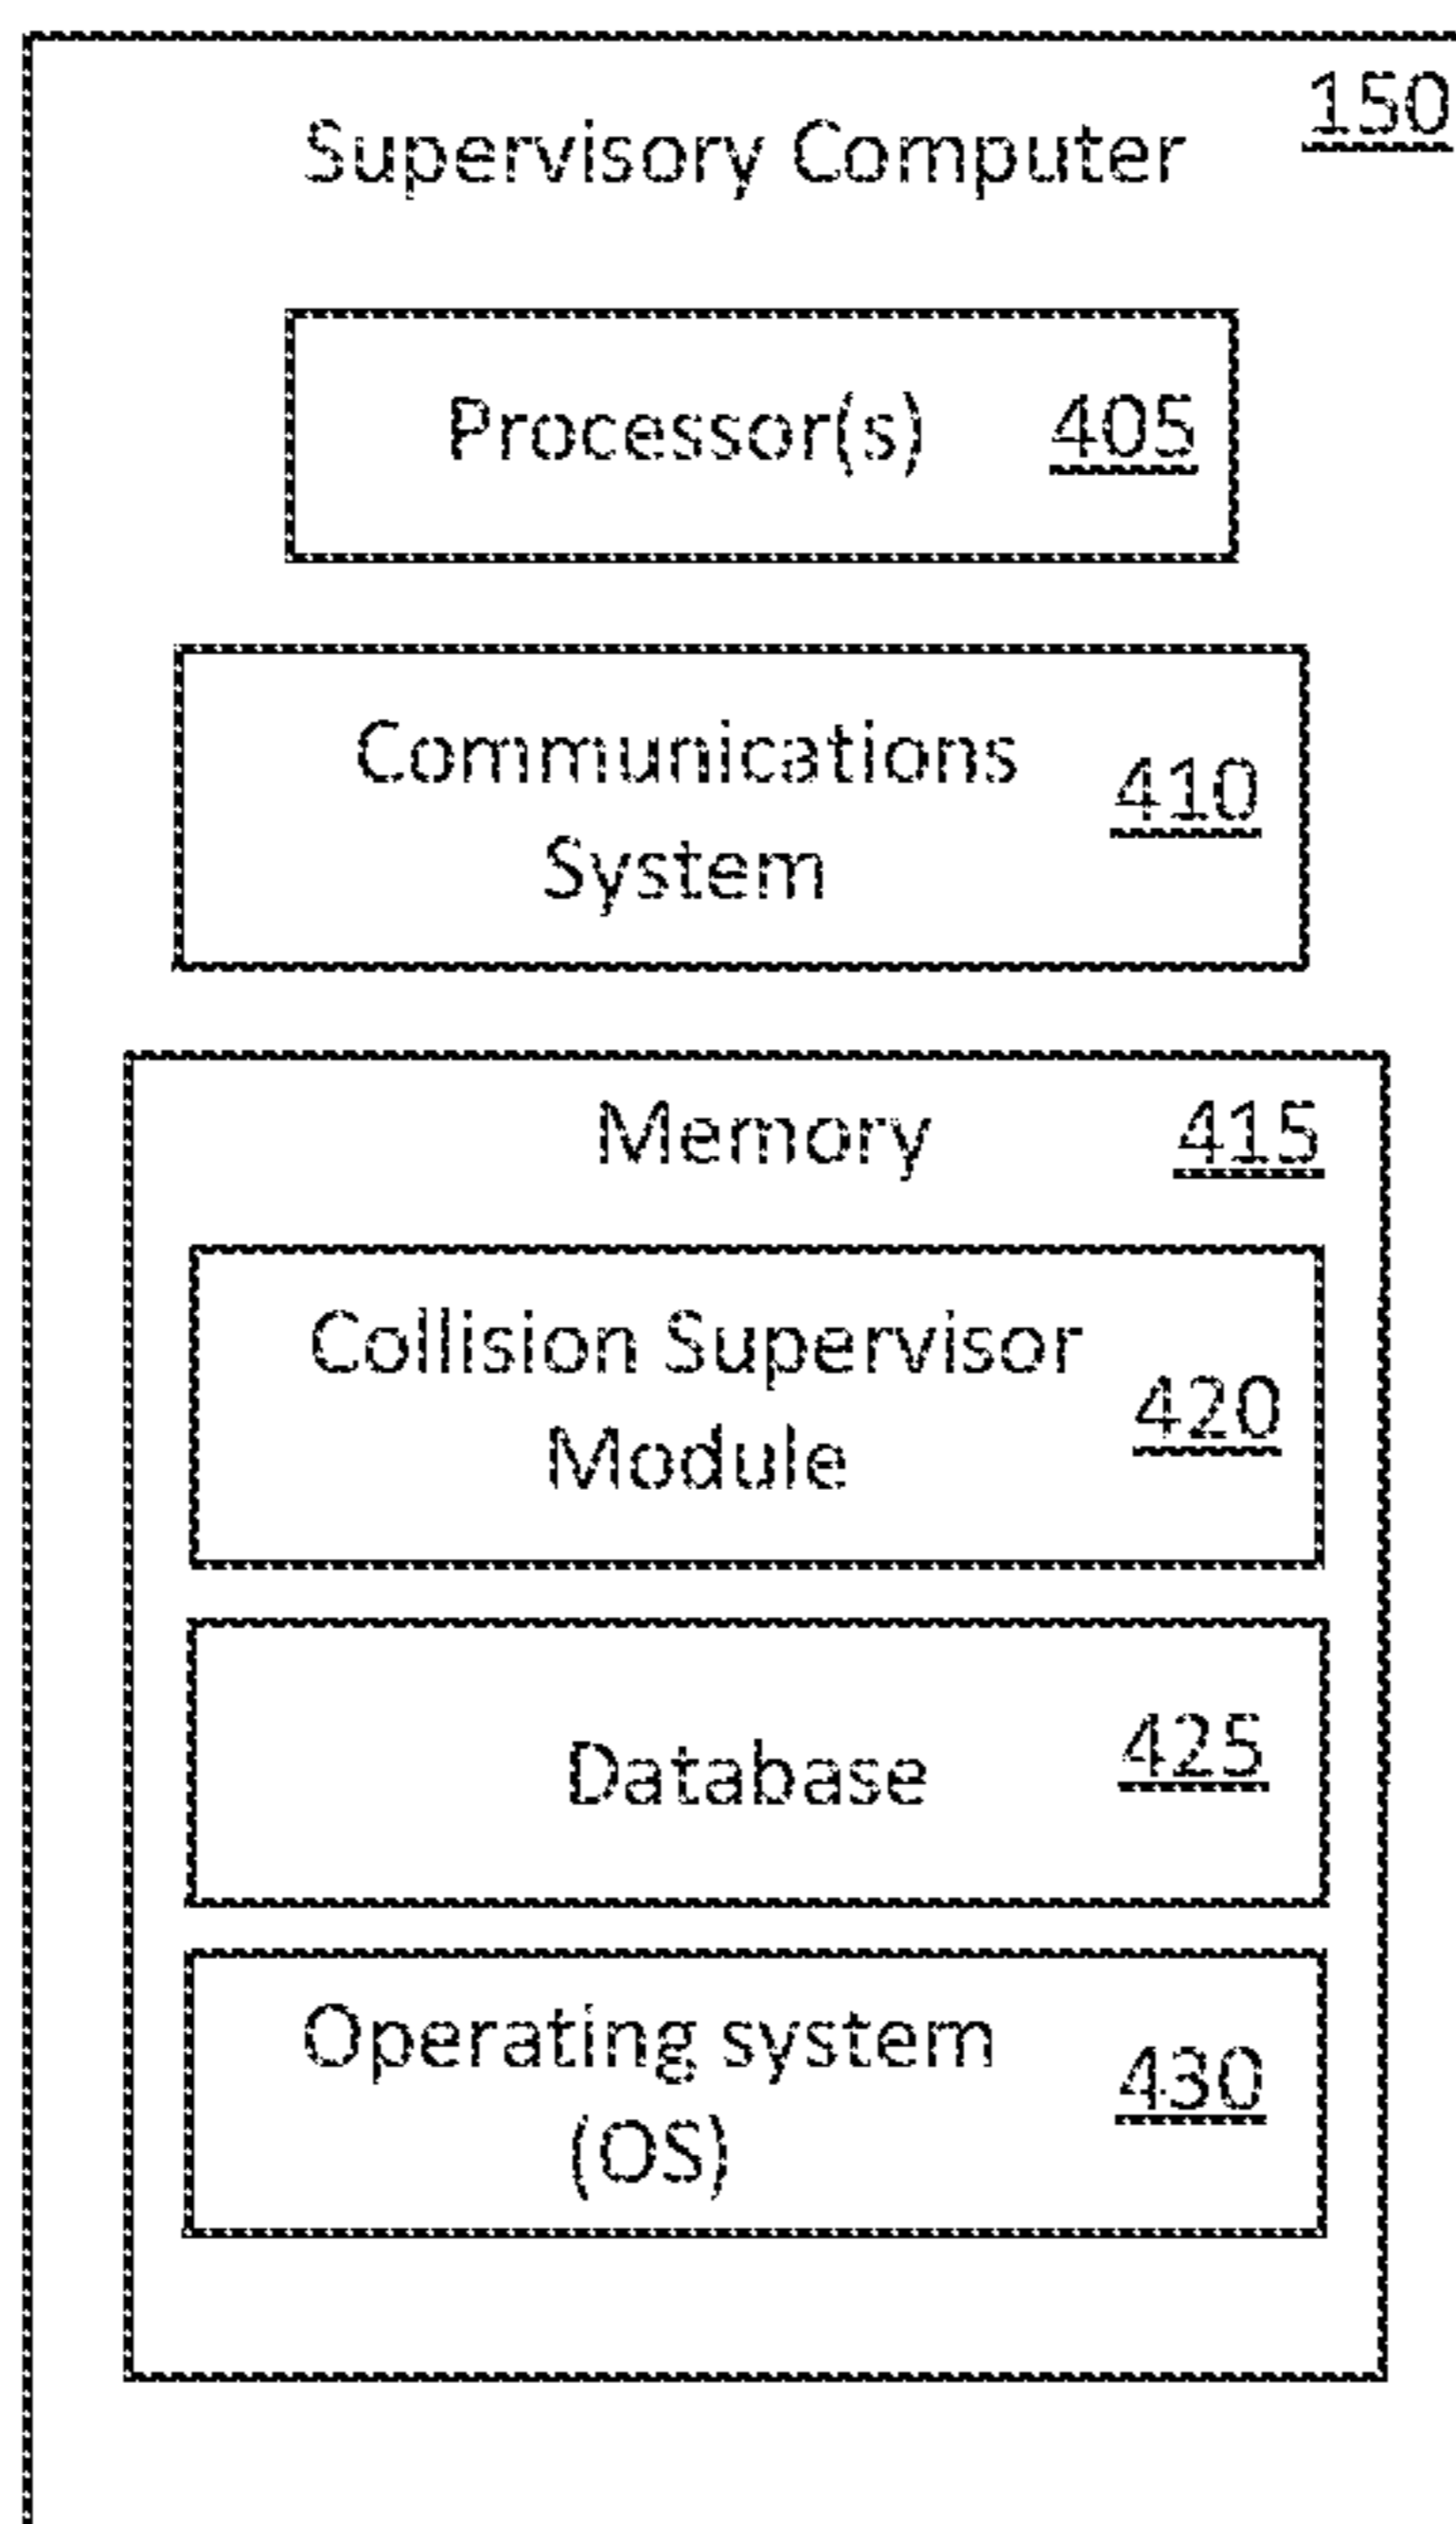 150
Supervisory Computer
Processor(s) 405
Communications
System
410
Memory 415
Collision Supervisor
Module
420
Database 425
Operating system
(OS)
430